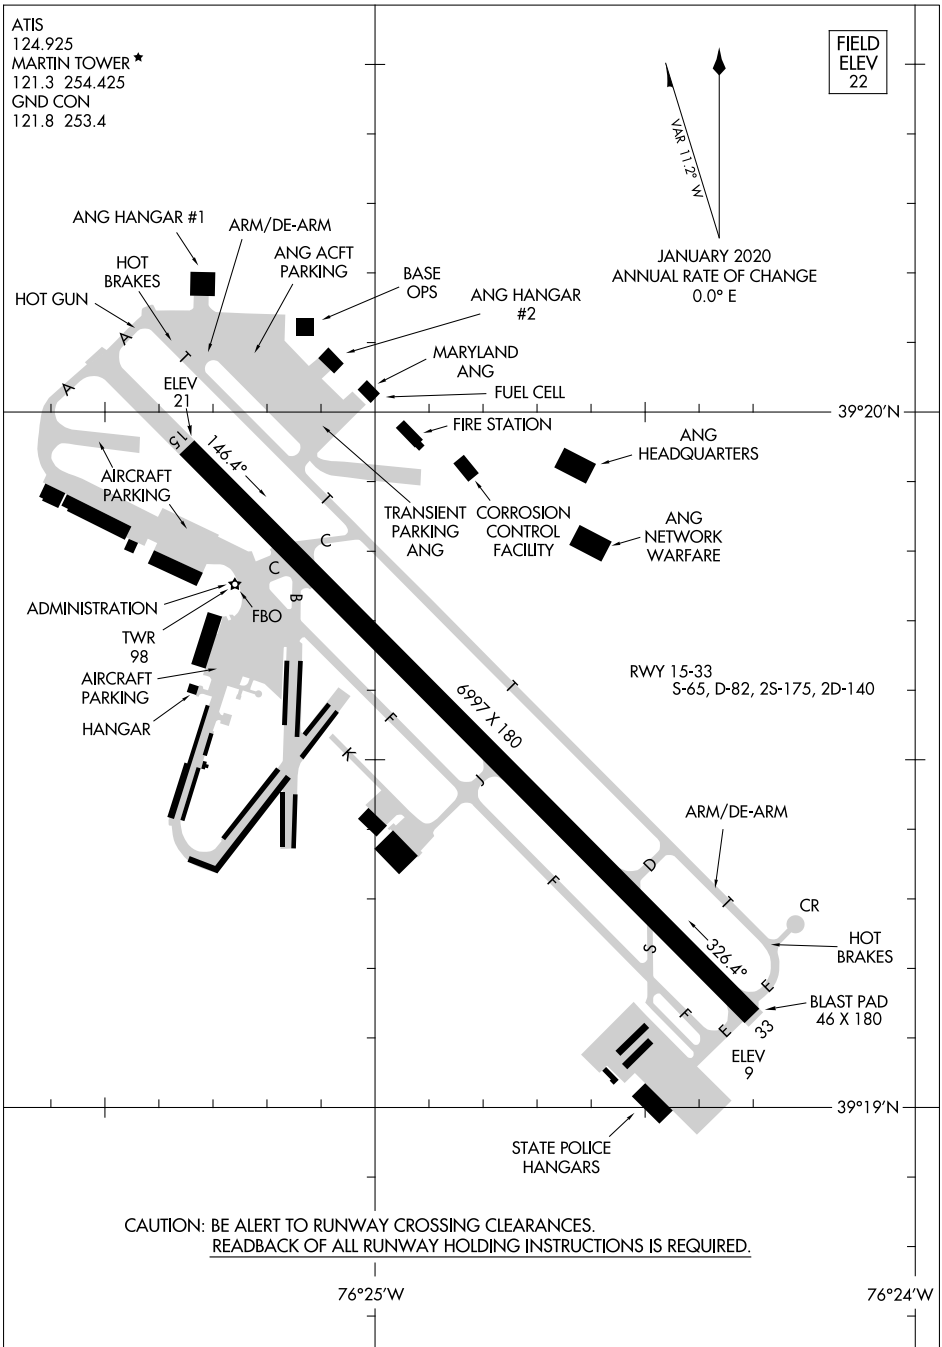 ATIS
124.925
MARTIN TOWER★
121.3 254.425
GND CON
121.8 253.4
FIELD
ELEV
22
VAR 11.2° W
JANUARY 2020
ANNUAL RATE OF CHANGE
0.0° E
ANG HANGAR #1
ARM/DE-ARM
HOT
BRAKES
ANG ACFT
PARKING
HOT GUN
BASE
OPS
ANG HANGAR
#2
MARYLAND
ANG
FUEL CELL
A
T
A
ELEV
21
39°20'N
FIRE STATION
15
146.4°
ANG
HEADQUARTERS
AIRCRAFT
PARKING
T
TRANSIENT
PARKING
ANG
CORROSION
CONTROL
FACILITY
ANG
NETWORK
WARFARE
C
C
B
ADMINISTRATION
FBO
TWR
98
AIRCRAFT
PARKING
HANGAR
RWY 15-33
S-65, D-82, 2S-175, 2D-140
T
6997 X 180
F
K
J
ARM/DE-ARM
D
F
T
CR
S
326.4°
HOT
BRAKES
E
BLAST PAD
46 X 180
F
E
33
ELEV
9
39°19'N
STATE POLICE
HANGARS
CAUTION: BE ALERT TO RUNWAY CROSSING CLEARANCES.
READBACK OF ALL RUNWAY HOLDING INSTRUCTIONS IS REQUIRED.
76°25'W
76°24'W